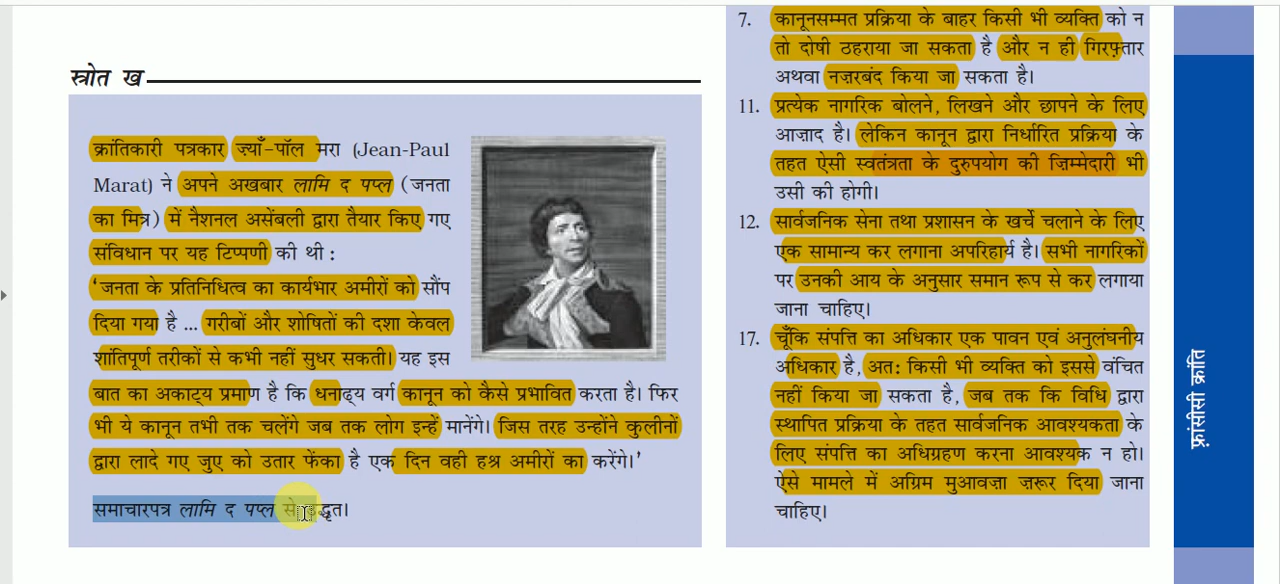 स्त्रोत ख
क्रांतिकारी पत्रकार ज़्याँ-पॉल मरा (Jean-Paul
Marat) ने अपने अखबार लामि द पप्ल (जनता
का मित्र) में नैशनल असेंबली द्वारा तैयार किए गए
संविधान पर यह टिप्पणी की थी :
‘जनता के प्रतिनिधित्व का कार्यभार अमीरों को सौंप
दिया गया है ... गरीबों और शोषितों की दशा केवल
शांतिपूर्ण तरीकों से कभी नहीं सुधर सकती। यह इस
बात का अकाट्य प्रमाण है कि धनाढ्य वर्ग कानून को कैसे प्रभावित करता है। फिर
भी ये कानून तभी तक चलेंगे जब तक लोग इन्हें मानेंगे। जिस तरह उन्होंने कुलीनों
द्वारा लादे गए जुए को उतार फेंका है एक दिन वही हश्र अमीरों का करेंगे।’
समाचारपत्र लामि द पप्ल से उद्धृत।
7. कानूनसम्मत प्रक्रिया के बाहर किसी भी व्यक्ति को न
तो दोषी ठहराया जा सकता है और न ही गिरफ़्तार
अथवा नज़रबंद किया जा सकता है।
11. प्रत्येक नागरिक बोलने, लिखने और छापने के लिए
आज़ाद है। लेकिन कानून द्वारा निर्धारित प्रक्रिया के
तहत ऐसी स्वतंत्रता के दुरुपयोग की ज़िम्मेदारी भी
उसी की होगी।
12. सार्वजनिक सेना तथा प्रशासन के खर्चे चलाने के लिए
एक सामान्य कर लगाना अपरिहार्य है। सभी नागरिकों
पर उनकी आय के अनुसार समान रूप से कर लगाया
जाना चाहिए।
17. चूँकि संपत्ति का अधिकार एक पावन एवं अनुलंघनीय
अधिकार है, अत: किसी भी व्यक्ति को इससे वंचित
नहीं किया जा सकता है, जब तक कि विधि द्वारा
स्थापित प्रक्रिया के तहत सार्वजनिक आवश्यकता के
लिए संपत्ति का अधिग्रहण करना आवश्यक न हो।
ऐसे मामले में अग्रिम मुआवज़ा ज़रूर दिया जाना
चाहिए।
फ़्रांसीसी क्रांति